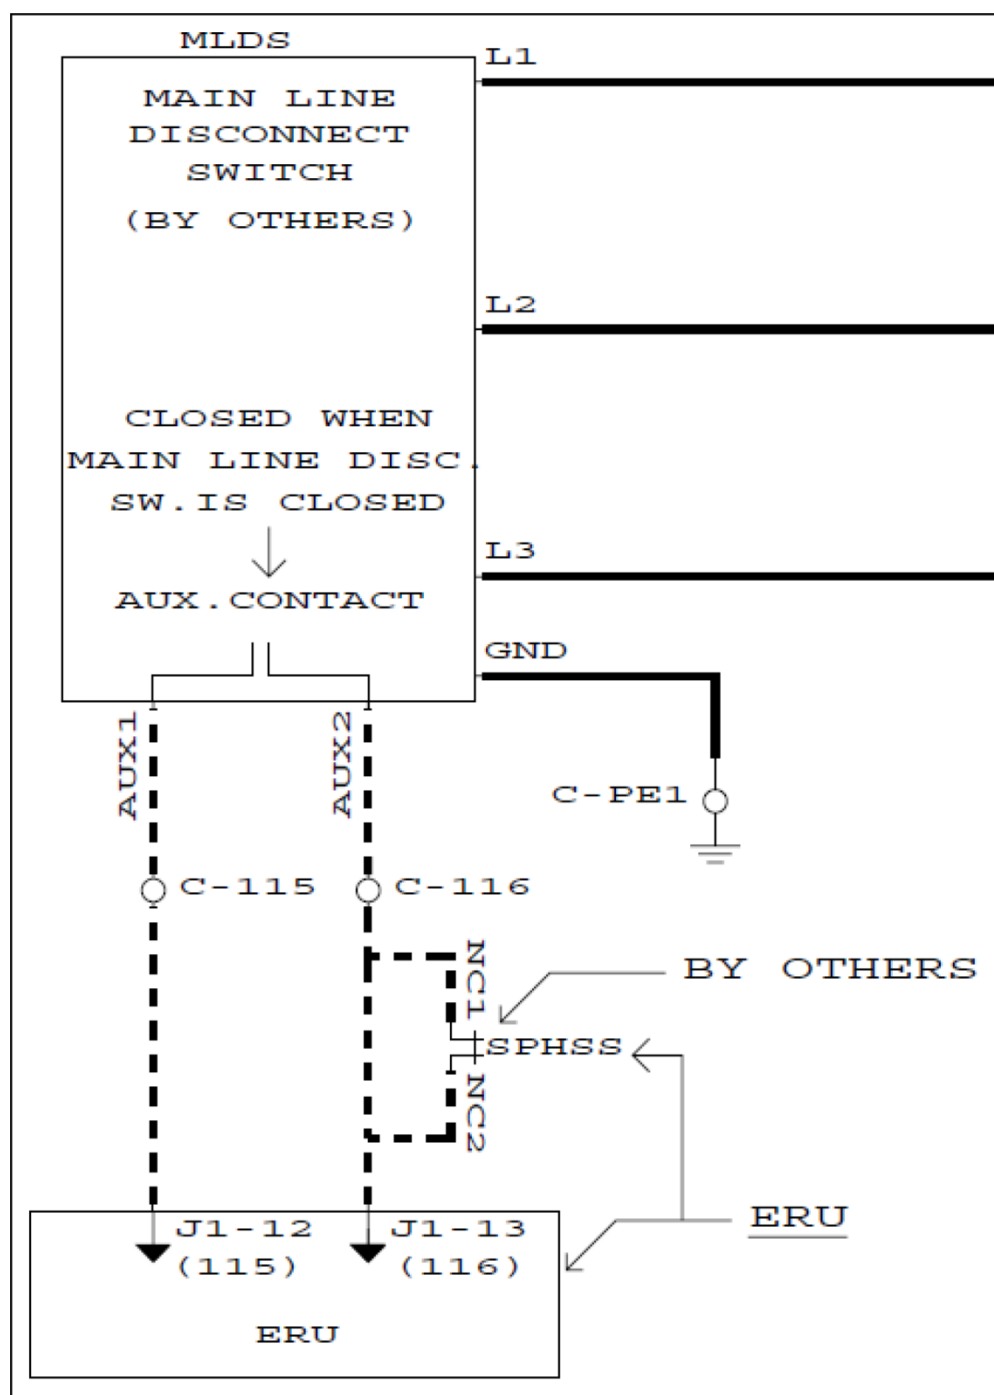 MLDS
L1
MAIN LINE
DISCONNECT
SWITCH
(BY OTHERS)
L2
CLOSED WHEN
MAIN LINE DISC.
SW.IS CLOSED
L3
AUX.CONTACT
GND
AUX1
AUX2
C-PE1
C-115
C-116
NC1
BY OTHERS
SPHSS
NC2
J1-12
(115)
J1-13
(116)
ERU
ERU